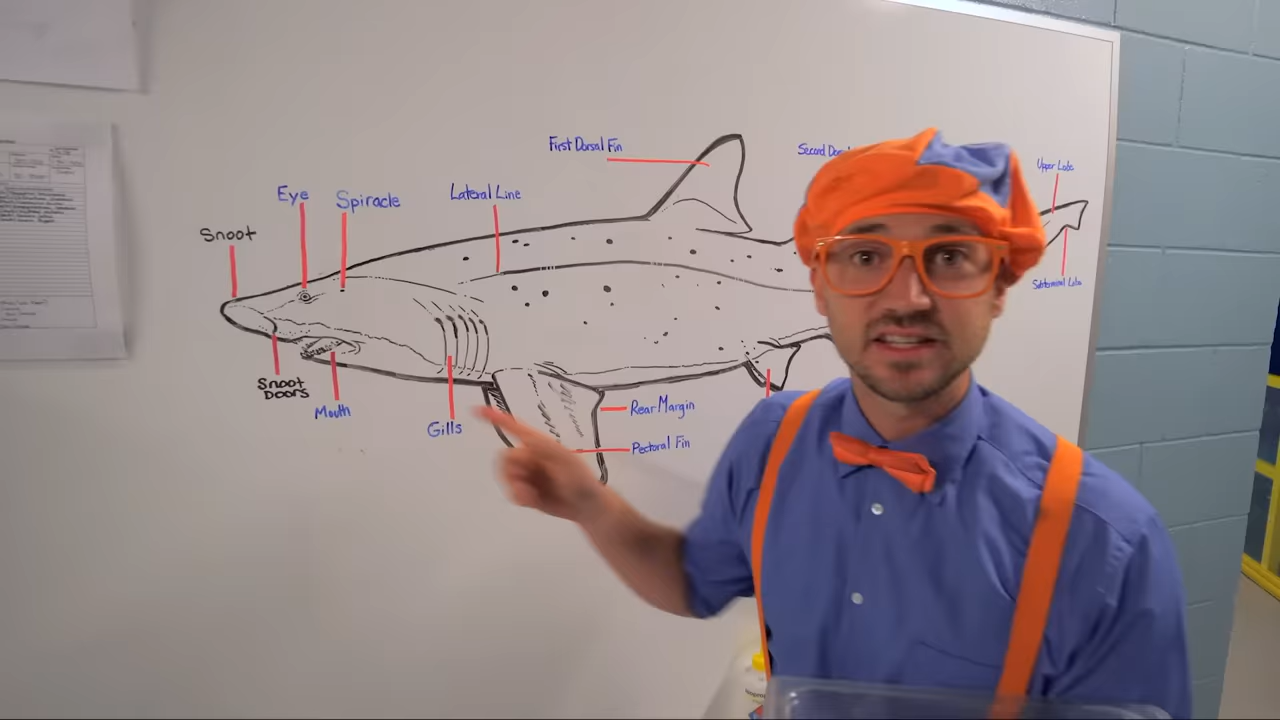 First Dorsal Fin
Second
Upper Lobe
Eye
Spiracle
Lateral Line
Snoot
Subterminal Lobe
Snoot
Doors
Mouth
Gills
Rear Margin
Pectoral Fin